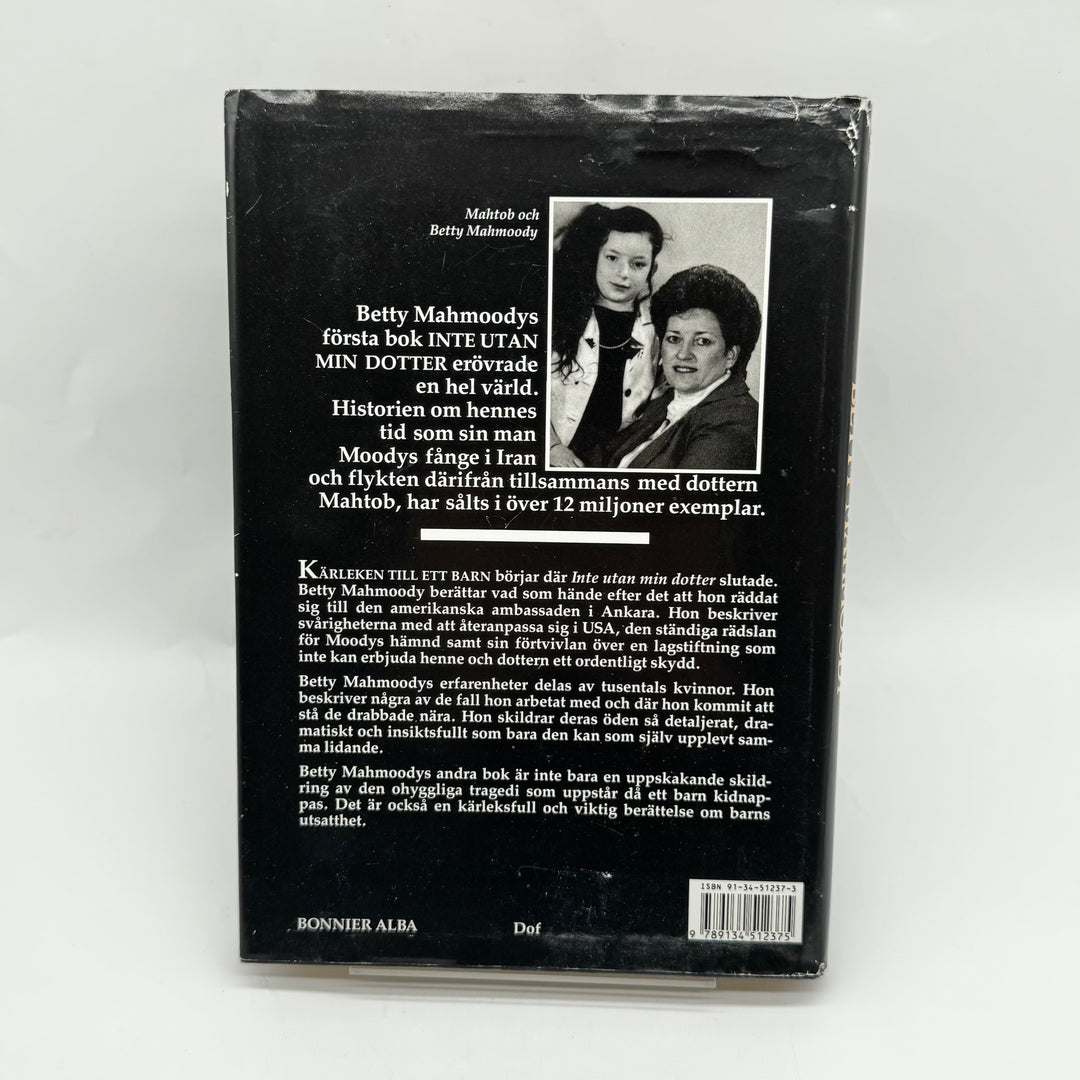 Mahtob och
Betty Mahmoody
Betty Mahmoodys
första bok INTE UTAN
MIN DOTTER erövrade
en hel värld.
Historien om hennes
tid som sin man
Moodys fånge i Iran
och flykten därifrån tillsammans med dottern
Mahtob, har sålts i över 12 miljoner exemplar.
KÄRLEKEN TILL ETT BARN börjar där Inte utan min dotter slutade.
Betty Mahmoody berättar vad som hände efter det att hon räddat
sig till den amerikanska ambassaden i Ankara. Hon beskriver
svårigheterna med att återanpassa sig i USA, den ständiga rädslan
för Moodys hämnd samt sin förtvivlan över en lagstiftning som
inte kan erbjuda henne och dottern ett ordentligt skydd.
Betty Mahmoodys erfarenheter delas av tusentals kvinnor. Hon
beskriver några av de fall hon arbetat med och där hon kommit att
stå de drabbade nära. Hon skildrar deras öden så detaljerat, dra-
matiskt och insiktsfullt som bara den kan som själv upplevt sam-
ma lidande.
Betty Mahmoodys andra bok är inte bara en uppskakande skild-
ring av den ohyggliga tragedi som uppstår då ett barn kidnap-
pas. Det är också en kärleksfull och viktig berättelse om barns
utsatthet.
ISBN 91-34-51237-3
9 789134 512375
BONNIER ALBA
Dof
BETTY MAHMOODY